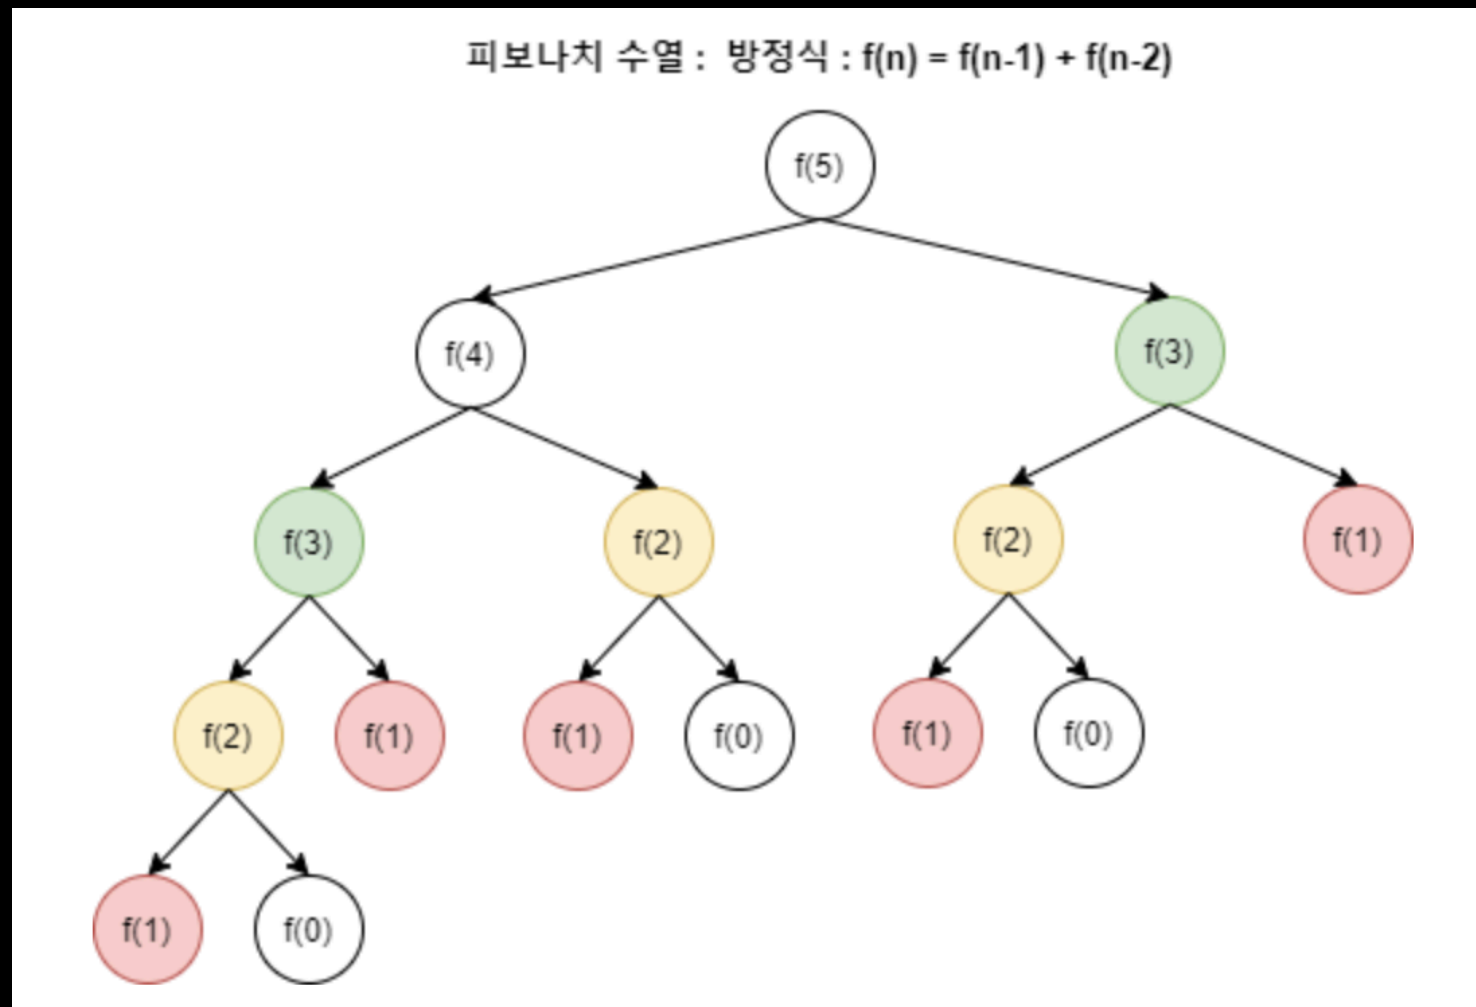 피보나치 수열 :  방정식 : f(n) = f(n-1) + f(n-2)
f(5)
f(4)
f(3)
f(3)
f(2)
f(2)
f(1)
f(2)
f(1)
f(1)
f(0)
f(1)
f(0)
f(1)
f(0)